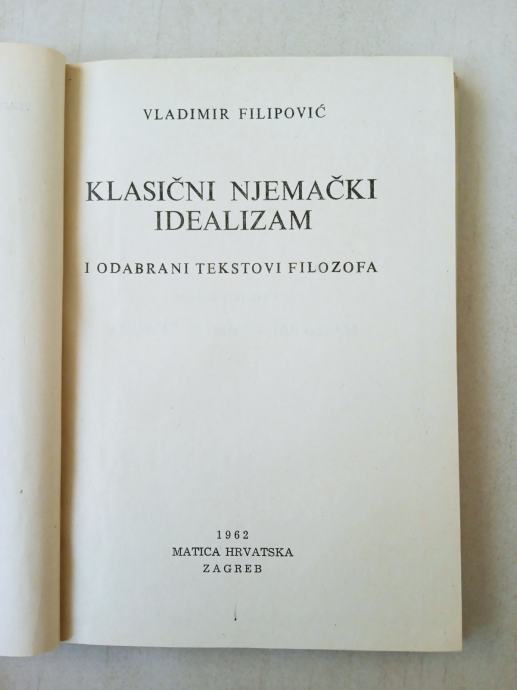 VLADIMIR FILIPOVIĆ
KLASIČNI NJEMAČKI
IDEALIZAM
I ODABRANI TEKSTOVI FILOZOFA
1962
MATICA HRVATSKA
ZAGREB